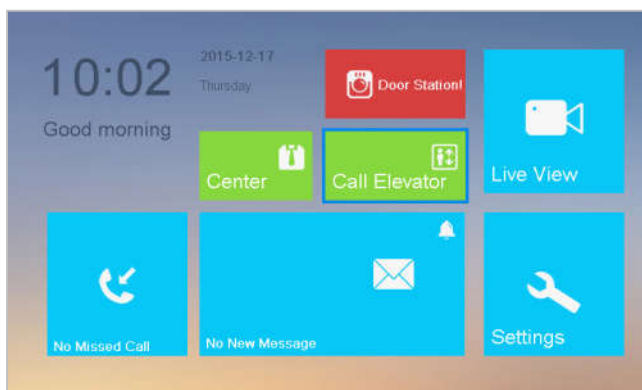 10:02
2015-12-17
Thursday
Good morning
Door Station!
Center
Call Elevator
Live View
No Missed Call
No New Message
Settings